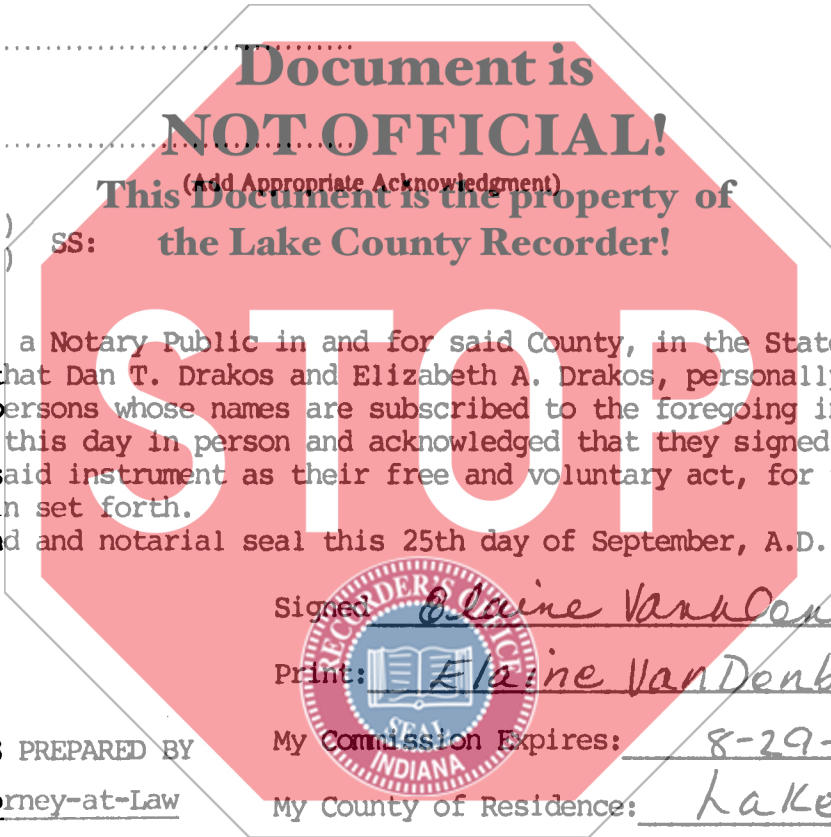 Document is
NOT OFFICIAL!
(Add Appropriate Acknowledgment)
This Document is the property of
) SS:
)
the Lake County Recorder!
STOP
a Notary Public in and for said County, in the State
that Dan T. Drakos and Elizabeth A. Drakos, personall
persons whose names are subscribed to the foregoing i
this day in person and acknowledged that they signed
said instrument as their free and voluntary act, for
n set forth.
d and notarial seal this 25th day of September, A.D.
RECORDER'S OFFICE
SEAL
INDIANA
Signed Elaine VanDen
Print: Elaine VanDenb
S PREPARED BY
My Commission Expires: 8-29-
rney-at-Law
My County of Residence: Lake